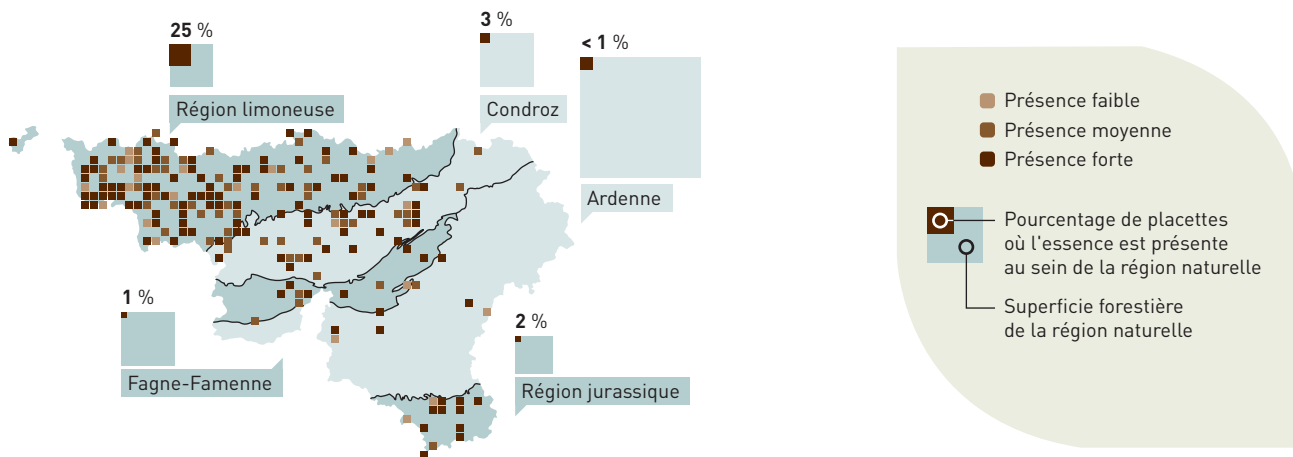 25 %
Région limoneuse
3 %
Condroz
< 1 %
Ardenne
1 %
Fagne-Famenne
2 %
Région jurassique
Présence faible
Présence moyenne
Présence forte
Pourcentage de placettes
où l'essence est présente
au sein de la région naturelle
Superficie forestière
de la région naturelle